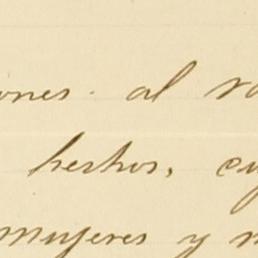 ones. al
hechos,
mujeres y